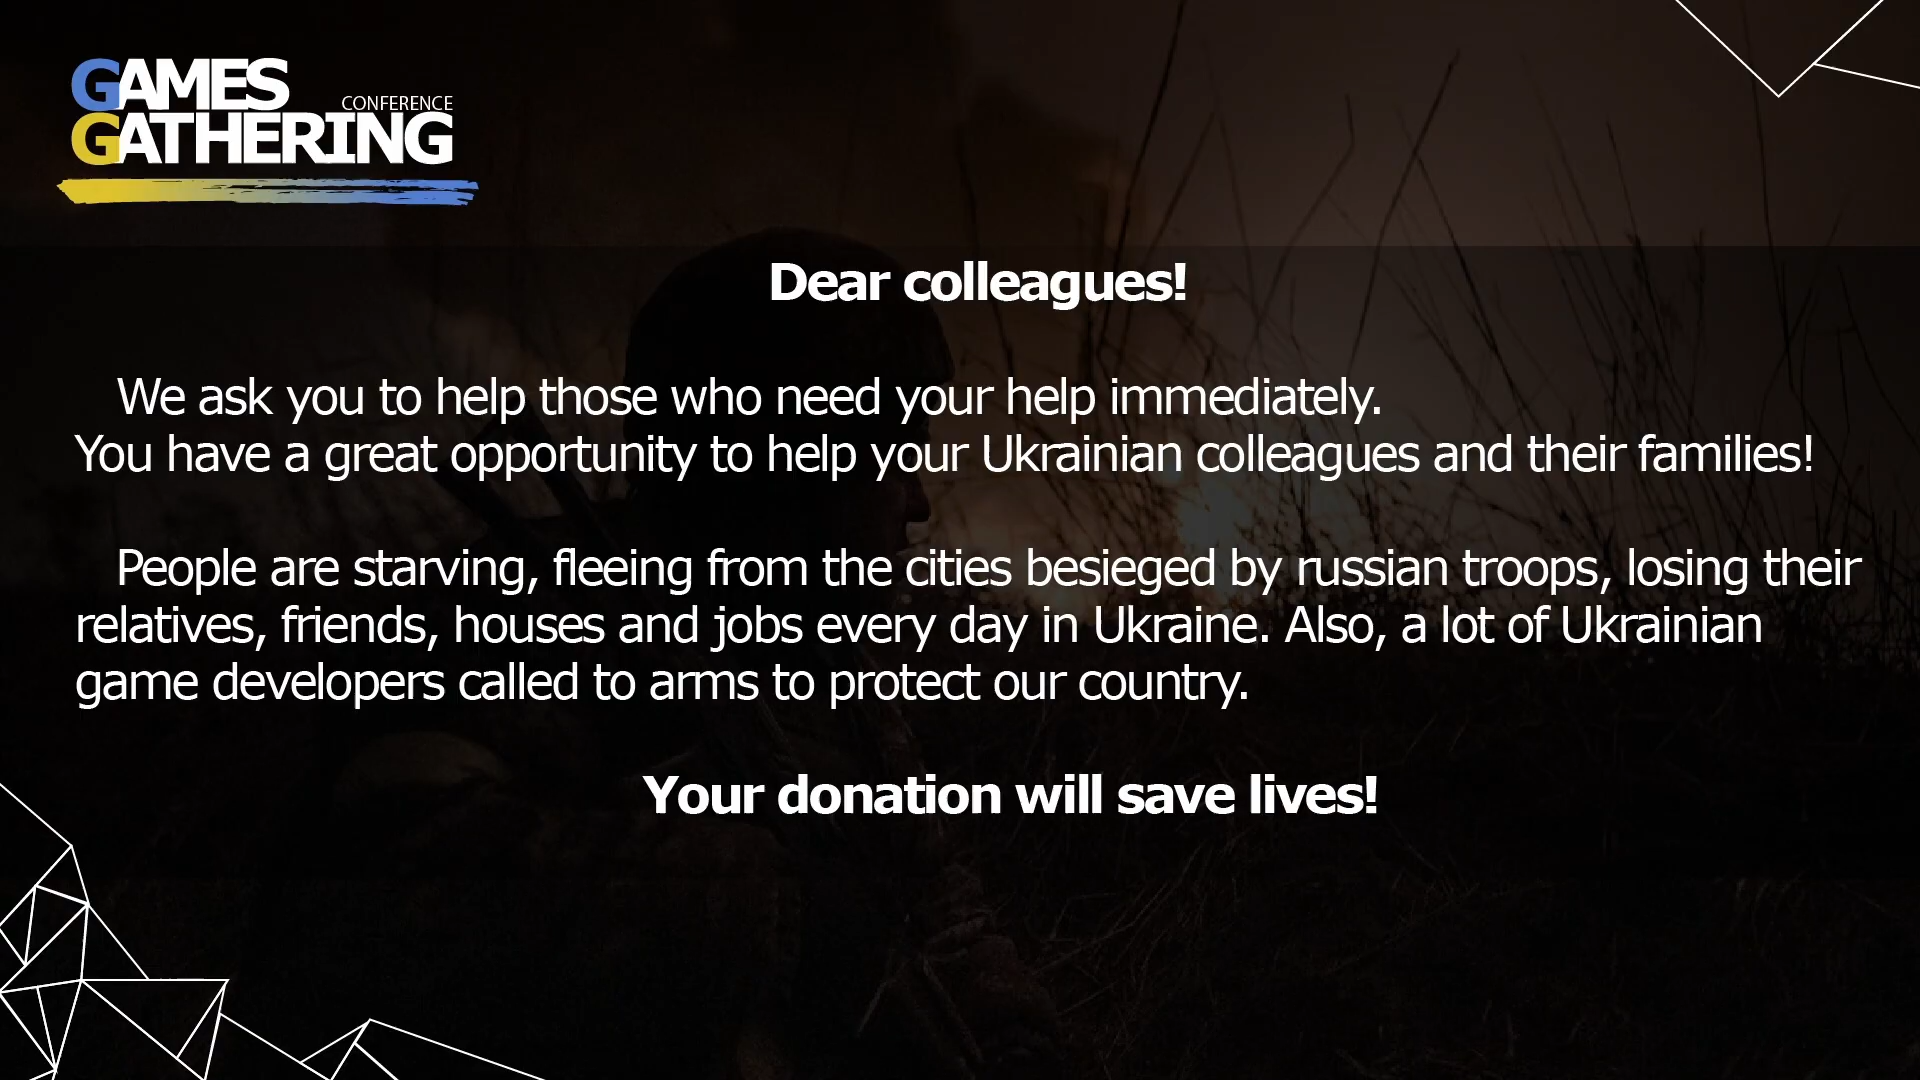 GAMES
CONFERENCE
GATHERING
Dear colleagues!
We ask you to help those who need your help immediately.
You have a great opportunity to help your Ukrainian colleagues and their families!
People are starving, fleeing from the cities besieged by russian troops, losing their
relatives, friends, houses and jobs every day in Ukraine. Also, a lot of Ukrainian
game developers called to arms to protect our country.
Your donation will save lives!